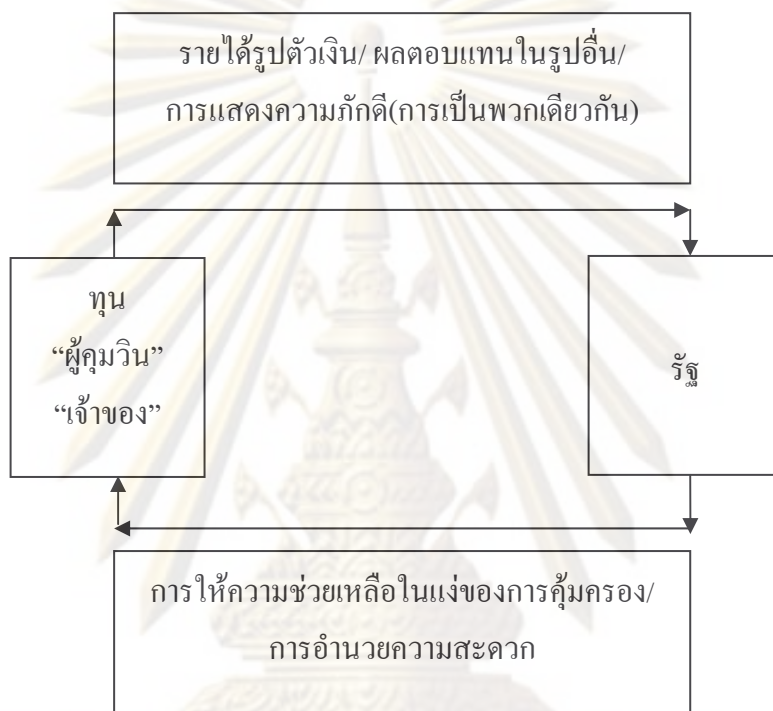 รายได้รูปตัวเงิน/ ผลตอบแทนในรูปอื่น/
การแสดงความภักดี(การเป็นพวกเดียวกัน)
ทุน
“ผู้คุมวิน”
“เจ้าของ”
รัฐ
การให้ความช่วยเหลือในแง่ของการคุ้มครอง/
การอำนวยความสะดวก